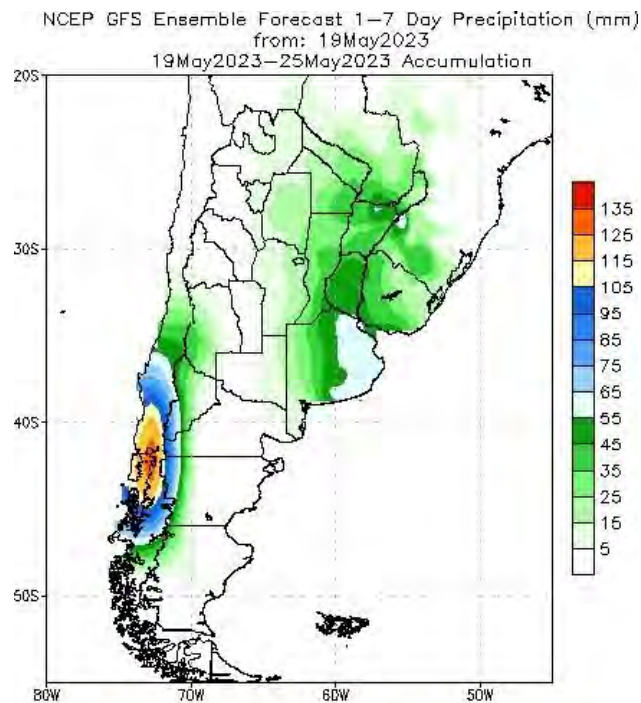 NCEP GFS Ensemble Forecast 1–7 Day Precipitation (mm)
from: 19May2023
19May2023–25May2023 Accumulation
20S
30S
40S
50S
80W 70W 60W 50W
135
125
115
105
95
85
75
65
55
45
35
25
15
5